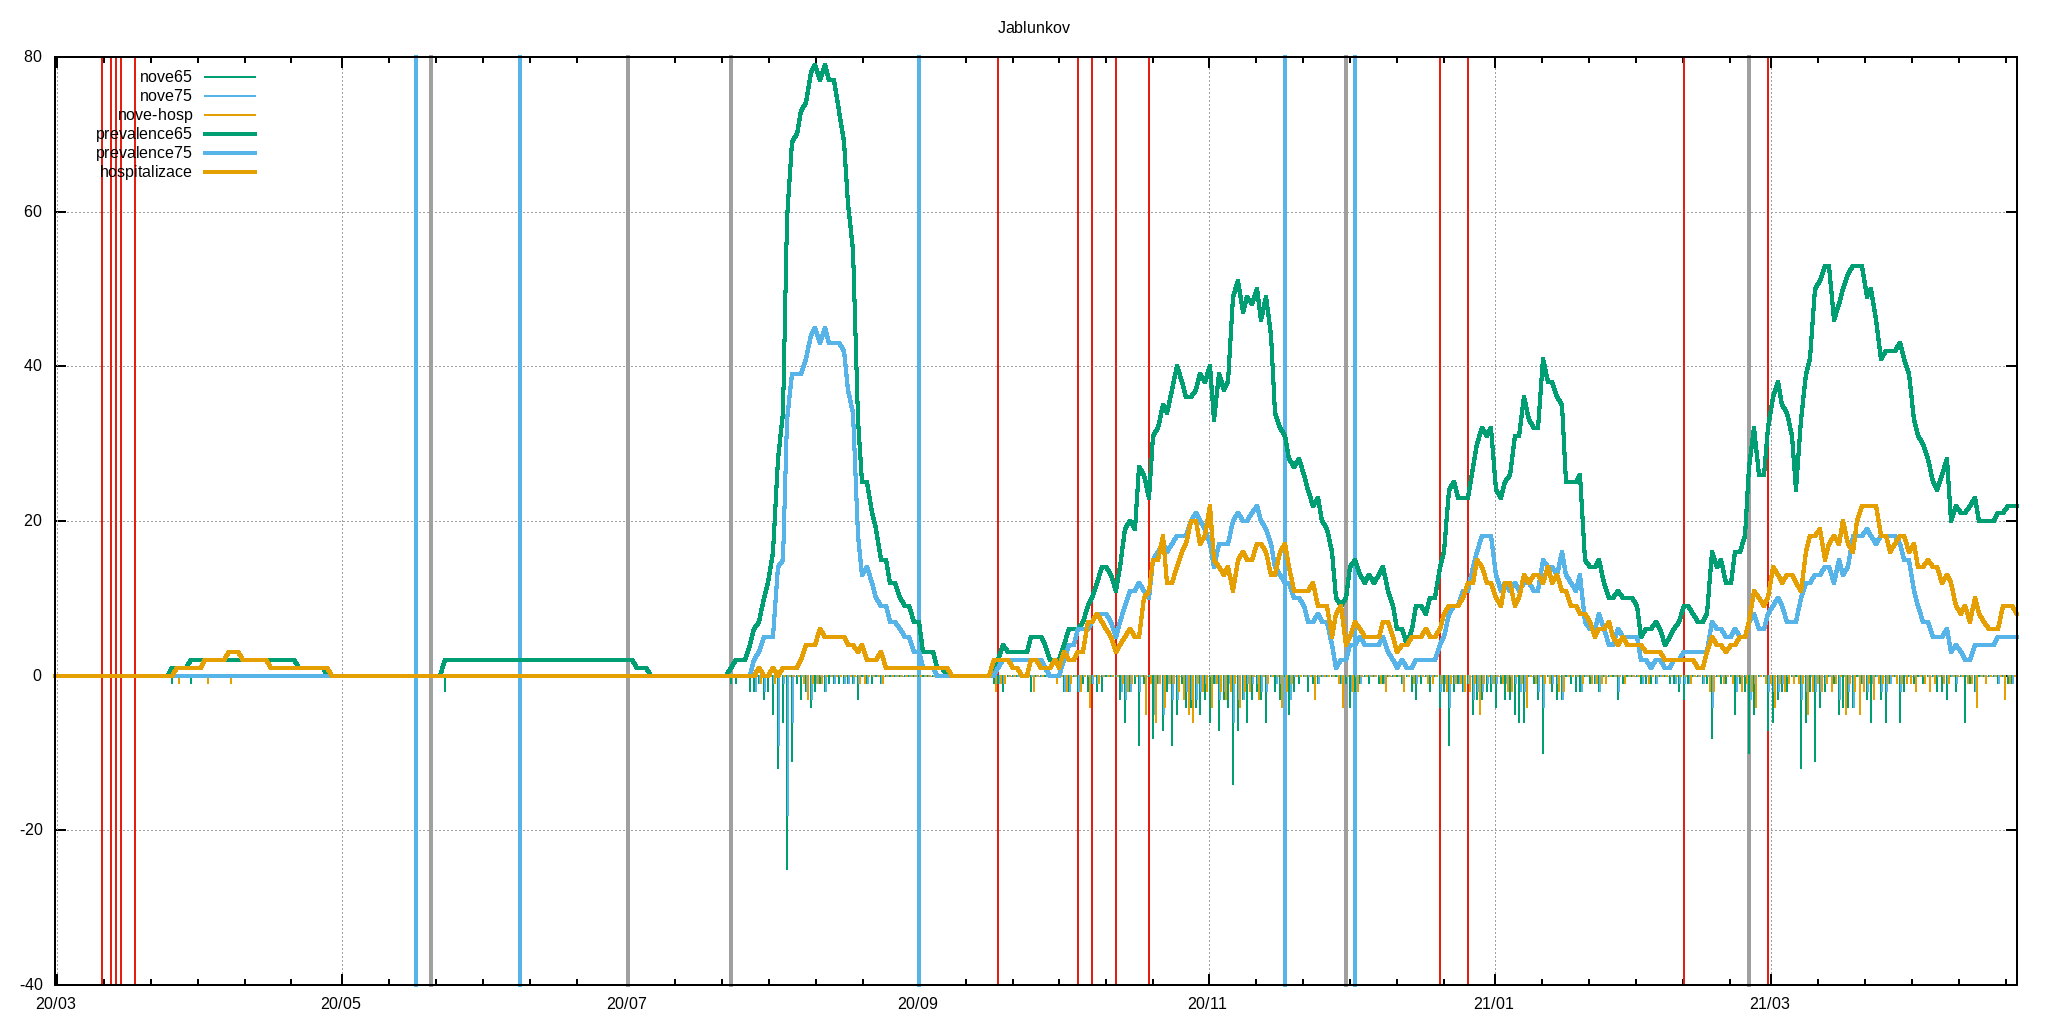 Jablunkov
80
nove65
nove75
nove-hosp
prevalence65
prevalence75
hospitalizace
60
40
20
0
-20
-40
20/03 20/05 20/07 20/09 20/11 21/01 21/03